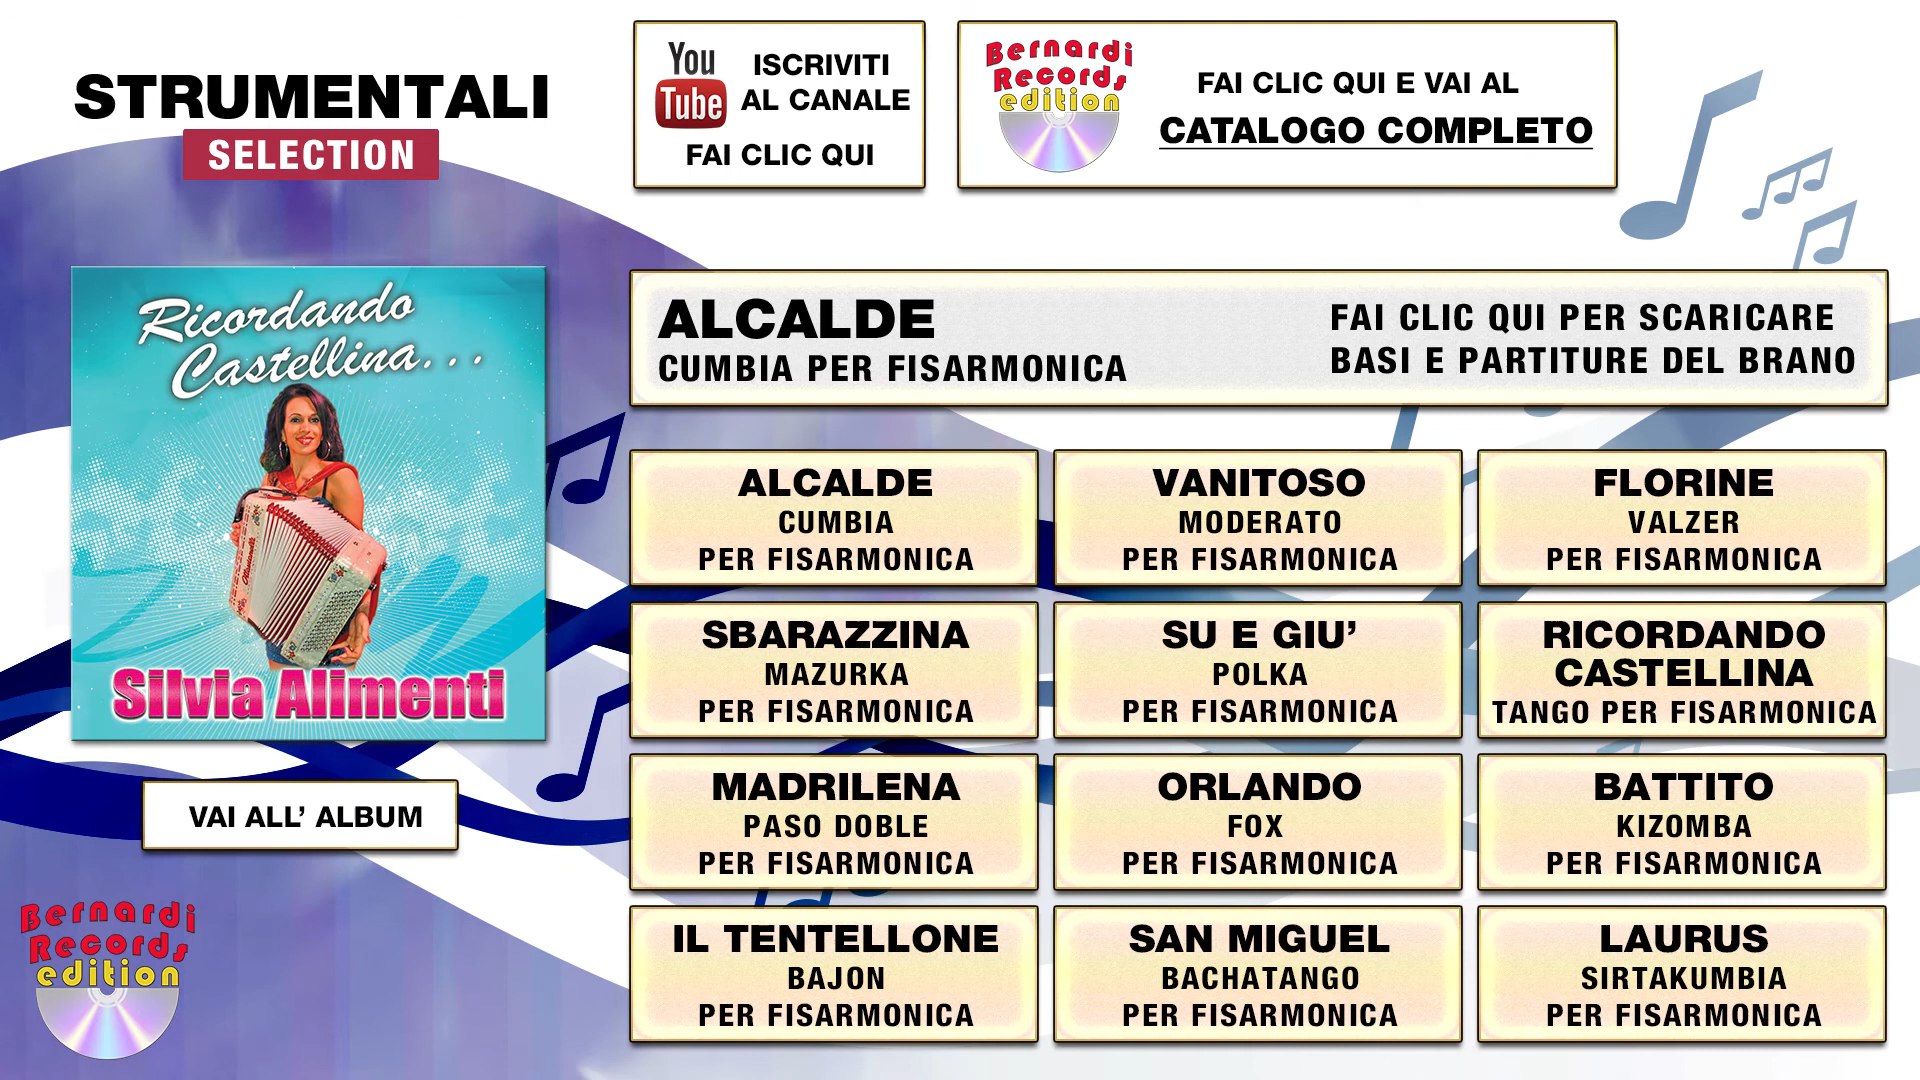 STRUMENTALI
SELECTION
You
Tube
ISCRIVITI
AL CANALE
FAI CLIC QUI
Bernardi
Records
edition
FAI CLIC QUI E VAI AL
CATALOGO COMPLETO
Ricordando
Castellina...
Silvia Alimenti
VAI ALL’ ALBUM
Bernardi
Records
edition
ALCALDE
CUMBIA PER FISARMONICA
FAI CLIC QUI PER SCARICARE
BASI E PARTITURE DEL BRANO
ALCALDE
CUMBIA
PER FISARMONICA
VANITOSO
MODERATO
PER FISARMONICA
FLORINE
VALZER
PER FISARMONICA
SBARAZZINA
MAZURKA
PER FISARMONICA
SU E GIU’
POLKA
PER FISARMONICA
RICORDANDO
CASTELLINA
TANGO PER FISARMONICA
MADRILENA
PASO DOBLE
PER FISARMONICA
ORLANDO
FOX
PER FISARMONICA
BATTITO
KIZOMBA
PER FISARMONICA
IL TENTELLONE
BAJON
PER FISARMONICA
SAN MIGUEL
BACHATANGO
PER FISARMONICA
LAURUS
SIRTAKUMBIA
PER FISARMONICA